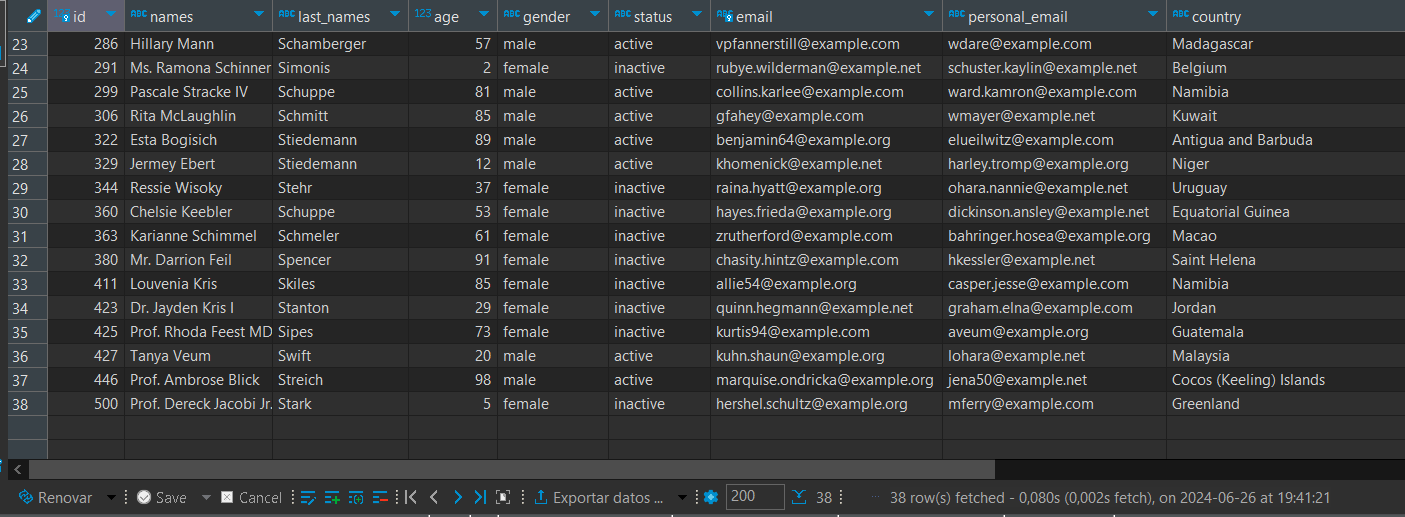 id ABC names ABC last_names 123 age ABC gender ABC status ABC email ABC personal_email ABC country
23 286 Hillary Mann Schamberger 57 male active vpfannerstill@example.com wdare@example.com Madagascar
24 291 Ms. Ramona Schinner Simonis 2 female inactive rubye.wilderman@example.net schuster.kaylin@example.net Belgium
25 299 Pascale Stracke IV Schuppe 81 male active collins.karlee@example.com ward.kamron@example.com Namibia
26 306 Rita McLaughlin Schmitt 85 male active gfahey@example.com wmayer@example.net Kuwait
27 322 Esta Bogisich Stiedemann 89 male active benjamin64@example.org elueilwitz@example.com Antigua and Barbuda
28 329 Jermey Ebert Stiedemann 12 male active khomenick@example.net harley.tromp@example.org Niger
29 344 Ressie Wisoky Stehr 37 female inactive raina.hyatt@example.org ohara.nannie@example.net Uruguay
30 360 Chelsie Keebler Schuppe 53 female inactive hayes.frieda@example.org dickinson.ansley@example.net Equatorial Guinea
31 363 Karianne Schimmel Schmeler 61 female inactive zrutherford@example.com bahringer.hosea@example.org Macao
32 380 Mr. Darrion Feil Spencer 91 female inactive chasity.hintz@example.com hkessler@example.net Saint Helena
33 411 Louvenia Kris Skiles 85 female inactive allie54@example.org casper.jesse@example.com Namibia
34 423 Dr. Jayden Kris I Stanton 29 female inactive quinn.hegmann@example.net graham.elna@example.com Jordan
35 425 Prof. Rhoda Feest MD Sipes 73 female inactive kurtis94@example.com aveum@example.org Guatemala
36 427 Tanya Veum Swift 20 male active kuhn.shaun@example.org lohara@example.net Malaysia
37 446 Prof. Ambrose Blick Streich 98 male active marquise.ondricka@example.org jena50@example.net Cocos (Keeling) Islands
38 500 Prof. Dereck Jacobi Jr. Stark 5 female inactive hershel.schultz@example.org mferry@example.com Greenland
Renovar Save Cancel Exportar datos ... 200 38 38 row(s) fetched - 0,080s (0,002s fetch), on 2024-06-26 at 19:41:21